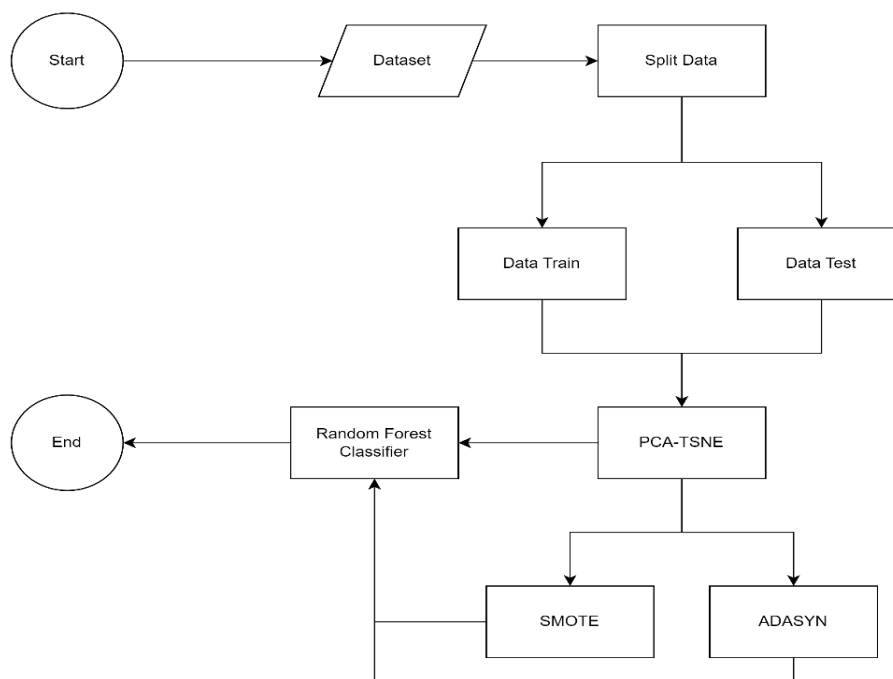 Start
Dataset
Split Data
Data Train
Data Test
End
Random Forest
Classifier
PCA-TSNE
SMOTE
ADASYN